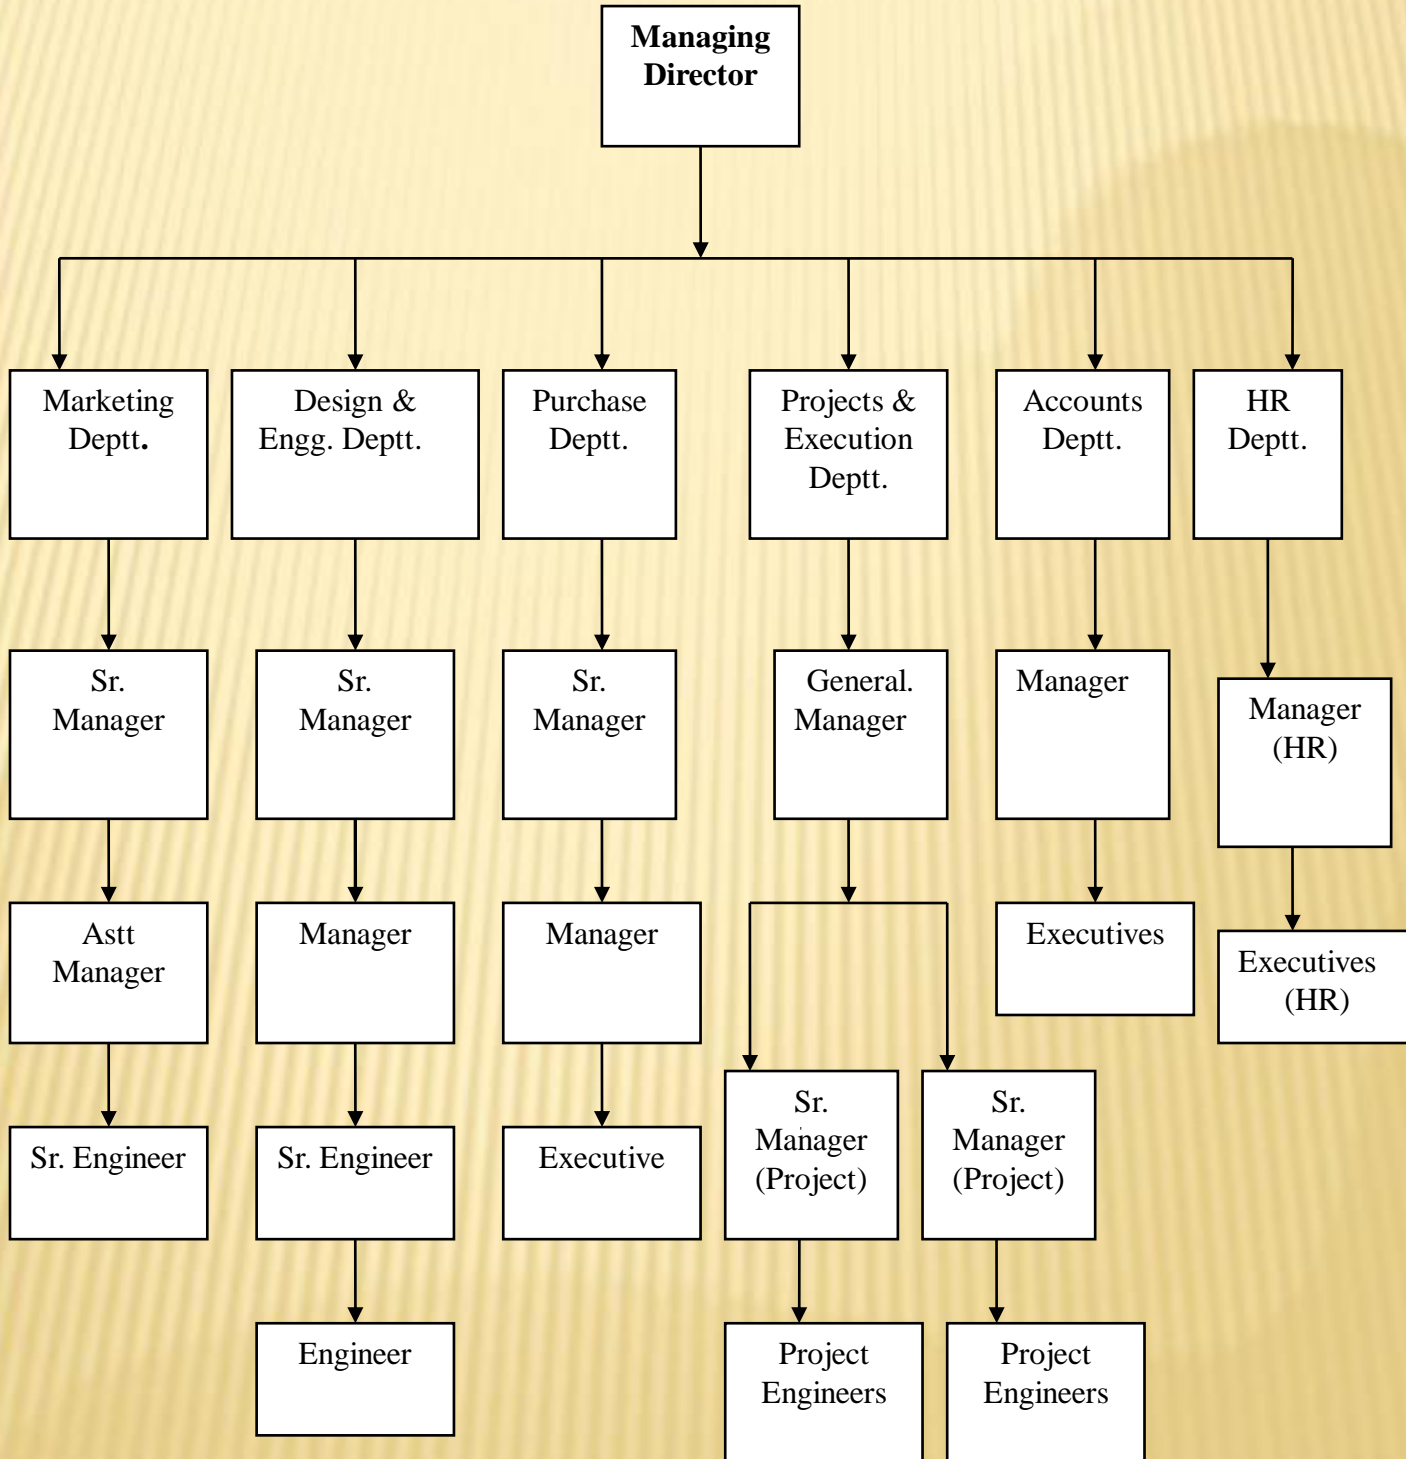 Managing
Director
Marketing
Deptt.
Design &
Engg. Deptt.
Purchase
Deptt.
Projects &
Execution
Deptt.
Accounts
Deptt.
HR
Deptt.
Sr.
Manager
Sr.
Manager
Sr.
Manager
General.
Manager
Manager
Manager
(HR)
Astt
Manager
Manager
Manager
Executives
Executives
(HR)
Sr. Engineer
Sr. Engineer
Executive
Sr.
Manager
(Project)
Sr.
Manager
(Project)
Engineer
Project
Engineers
Project
Engineers